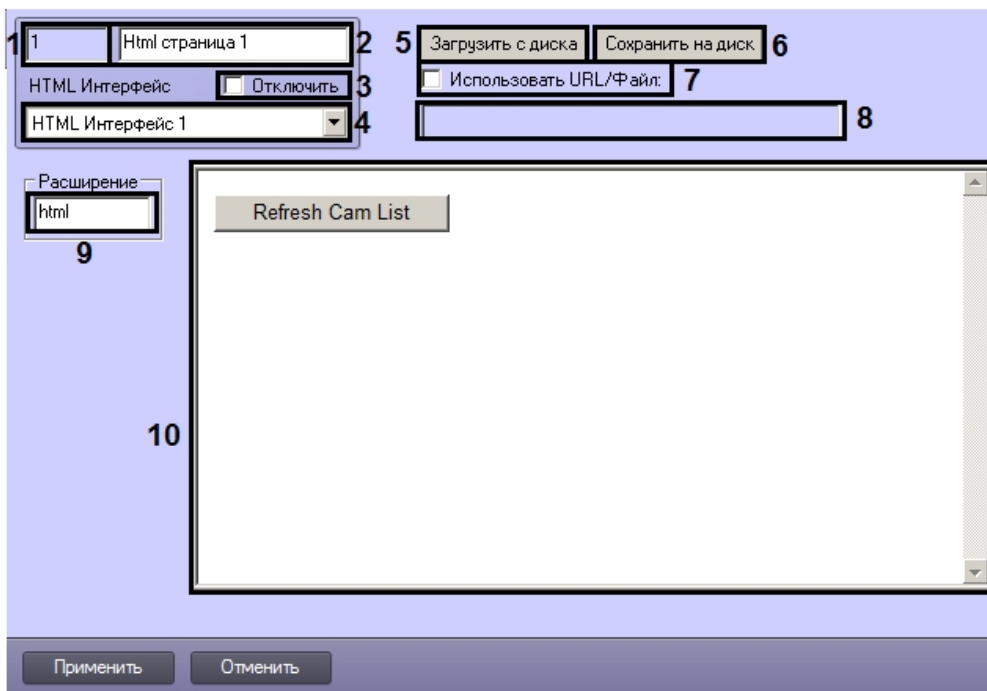 1 1 Html страница 1 2 5 Загрузить с диска Сохранить на диск 6
HTML Интерфейс Отключить 3 Использовать URL/Файл: 7
HTML Интерфейс 1 4 8
Расширение
html
9
Refresh Cam List
10
Применить Отменить